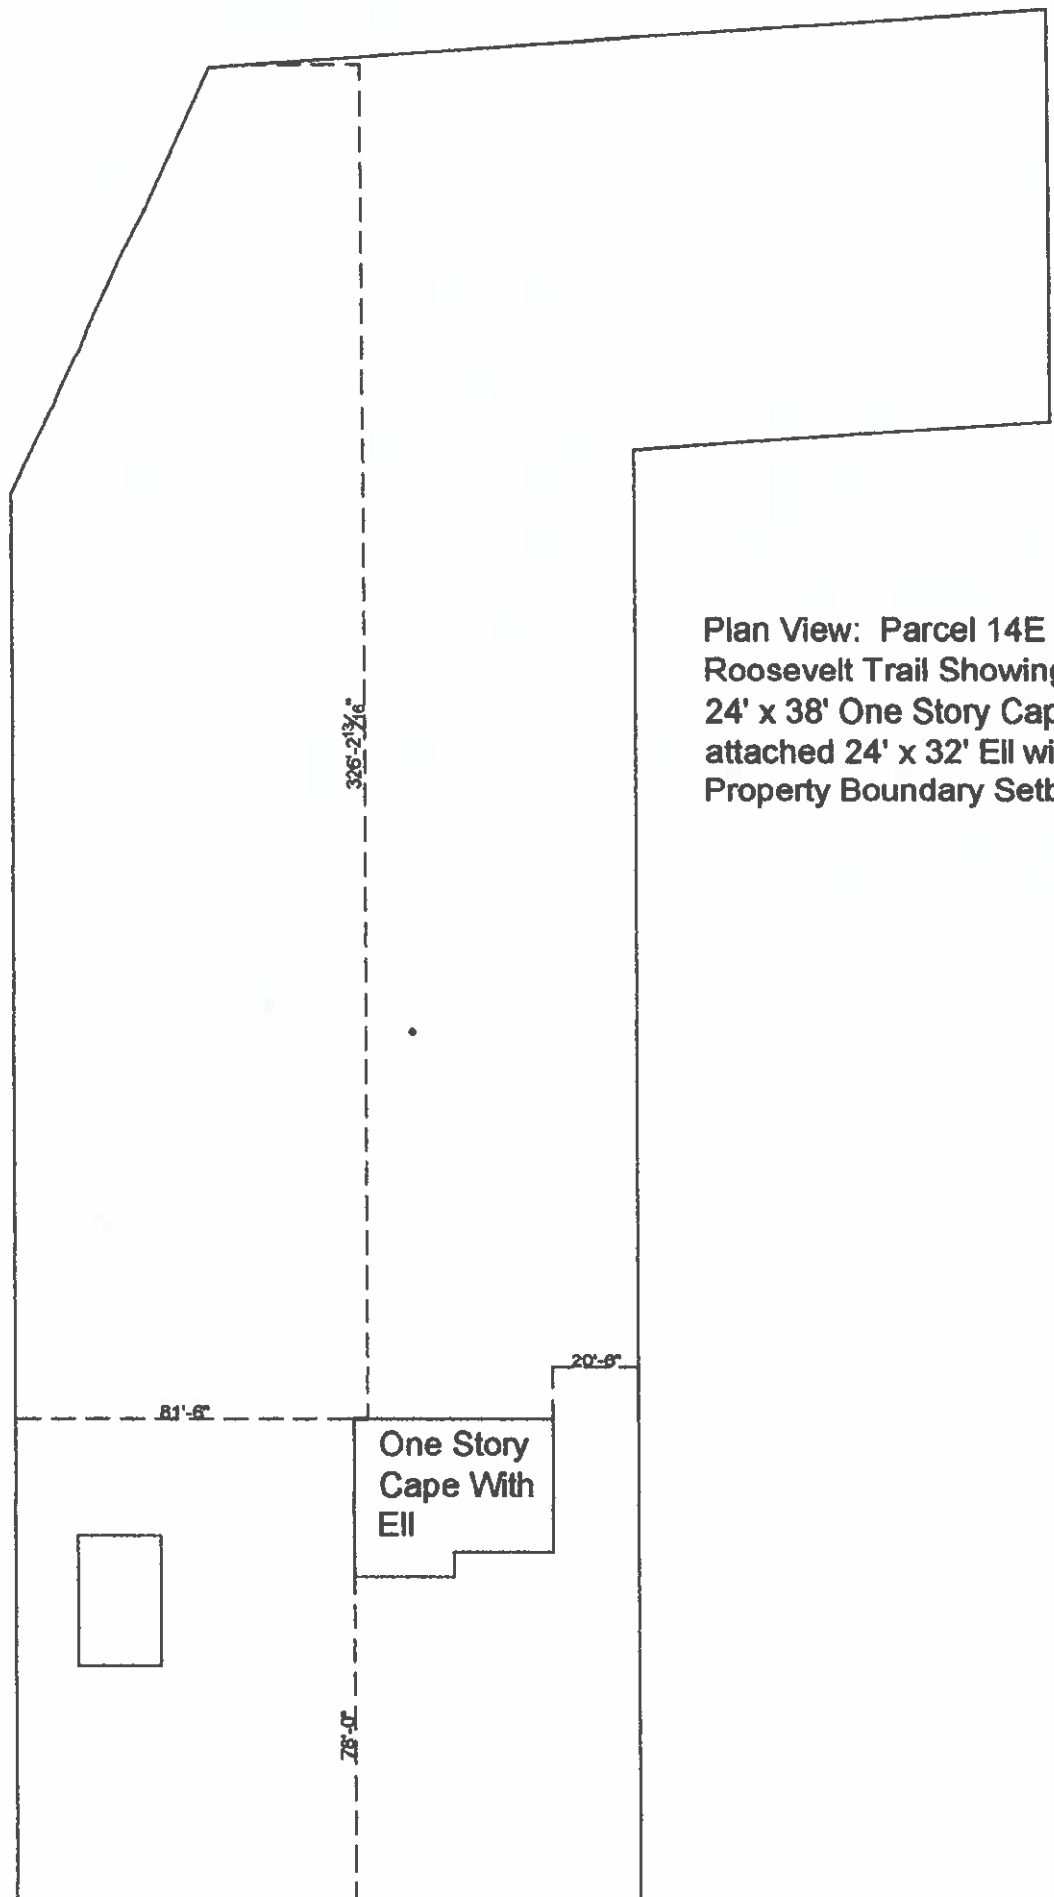 Plan View: Parcel 14E
Roosevelt Trail Showing
24' x 38' One Story Cap
attached 24' x 32' Ell wi
Property Boundary Setb
326'-2 13/16"
20'-6"
81'-6"
One Story
Cape With
Ell
78'-0"